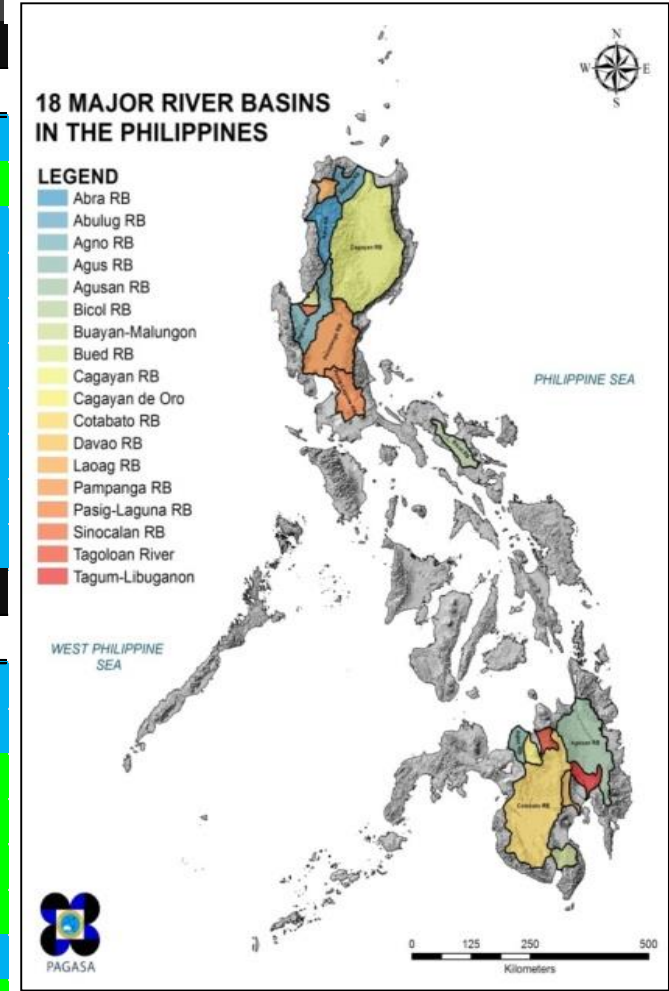 18 MAJOR RIVER BASINS
IN THE PHILIPPINES
N
W E
S
LEGEND
Abra RB
Abulug RB
Agno RB
Agus RB
Agusan RB
Bicol RB
Buayan-Malungon
Bued RB
Cagayan RB
Cagayan de Oro
Cotabato RB
Davao RB
Laoag RB
Pampanga RB
Pasig-Laguna RB
Sinocalan RB
Tagoloan River
Tagum-Libuganon
Cagayan RB
PHILIPPINE SEA
WEST PHILIPPINE
SEA
Agusan RB
Cotabato RB
PAGASA
0 125 250 500
Kilometers